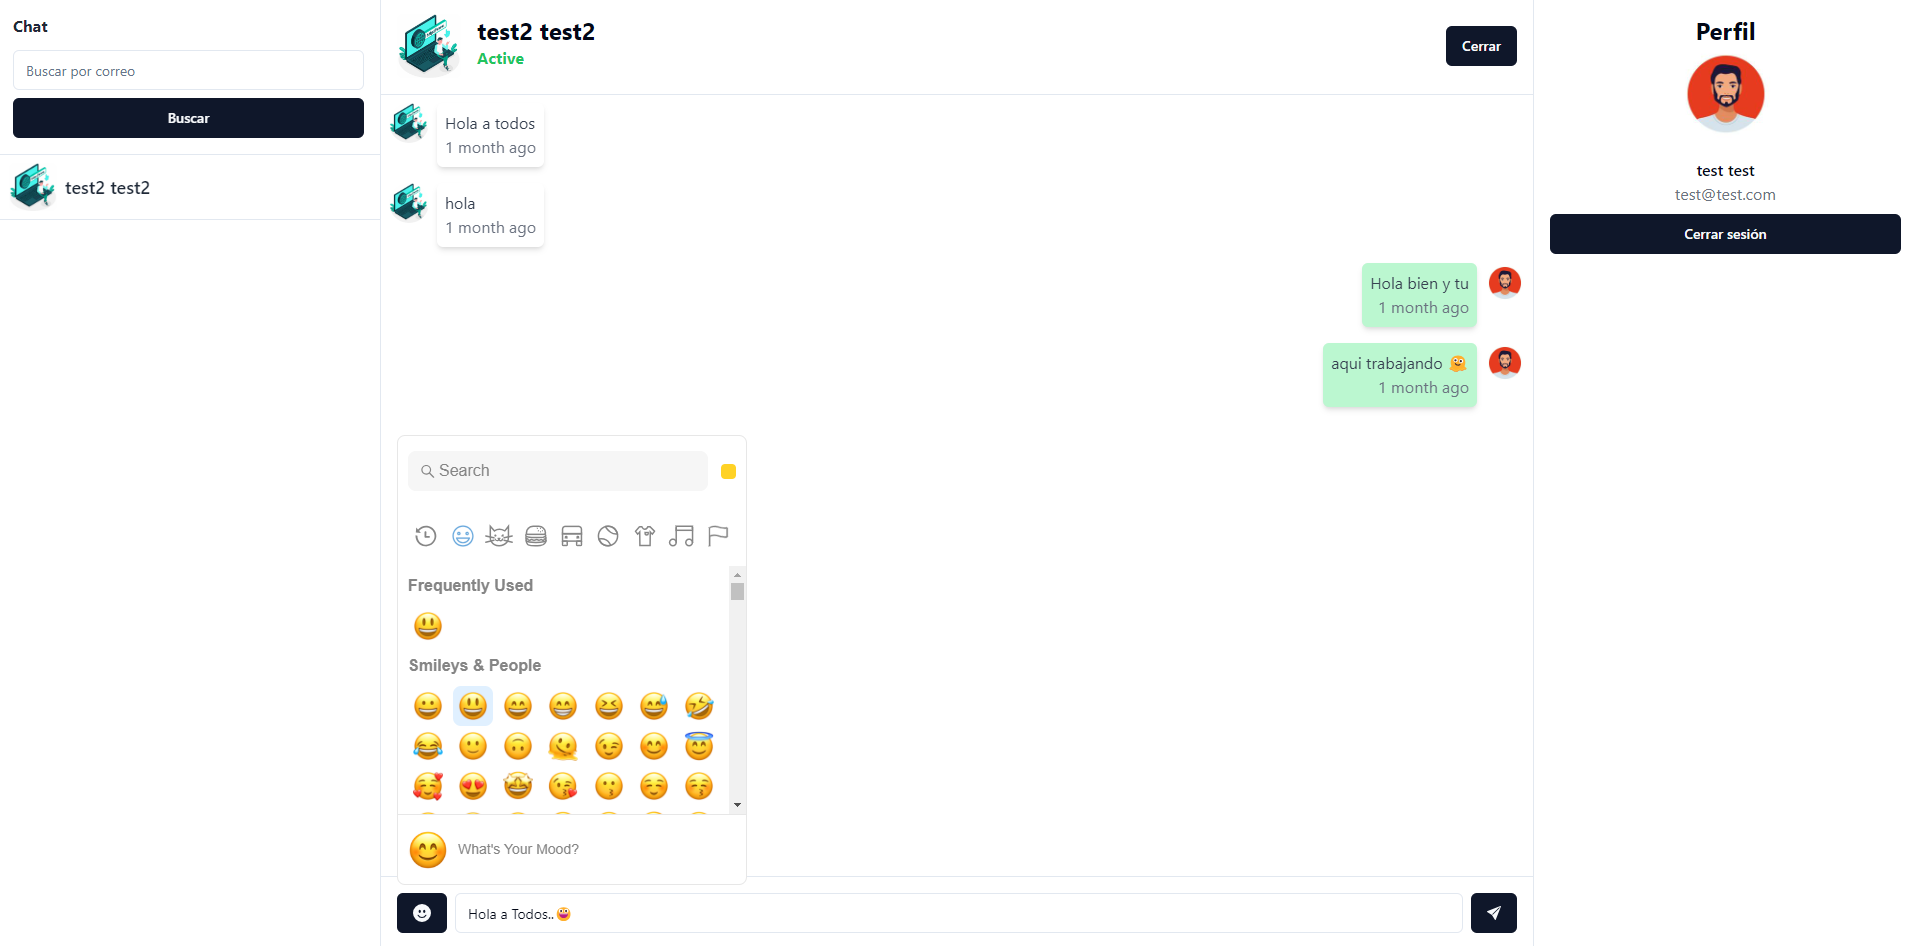 Chat
Buscar por correo
Buscar
test2 test2
test2 test2
Active
Cerrar
Hola a todos
1 month ago
hola
1 month ago
Hola bien y tu
1 month ago
aqui trabajando 🫠
1 month ago
Search
Frequently Used
Smileys & People
What's Your Mood?
Hola a Todos..😃
Perfil
test test
test@test.com
Cerrar sesión